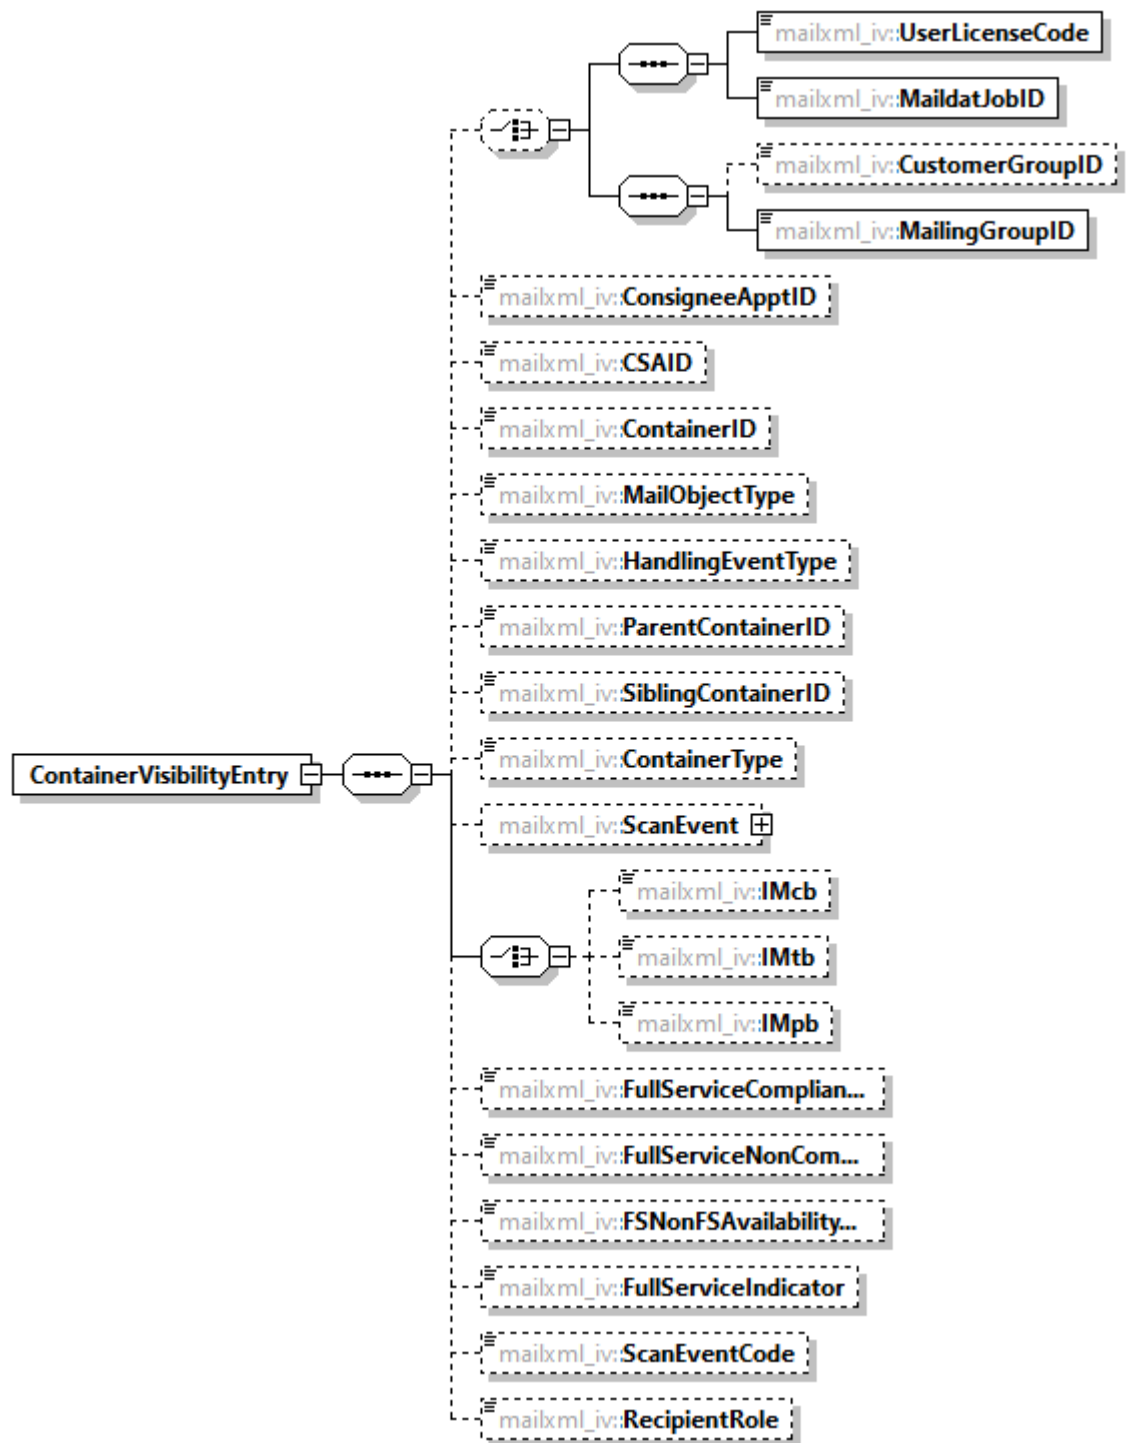 mailxml_iv::UserLicenseCode
mailxml_iv::MaildatJobID
mailxml_iv::CustomerGroupID
mailxml_iv::MailingGroupID
mailxml_iv::ConsigneeApptID
mailxml_iv::CSAID
mailxml_iv::ContainerID
mailxml_iv::MailObjectType
mailxml_iv::HandlingEventType
mailxml_iv::ParentContainerID
mailxml_iv::SiblingContainerID
mailxml_iv::ContainerType
ContainerVisibilityEntry
mailxml_iv::ScanEvent
mailxml_iv::IMcb
mailxml_iv::IMtb
mailxml_iv::IMpb
mailxml_iv::FullServiceComplian...
mailxml_iv::FullServiceNonCom...
mailxml_iv::FSNonFSAvailability...
mailxml_iv::FullServiceIndicator
mailxml_iv::ScanEventCode
mailxml_iv::RecipientRole